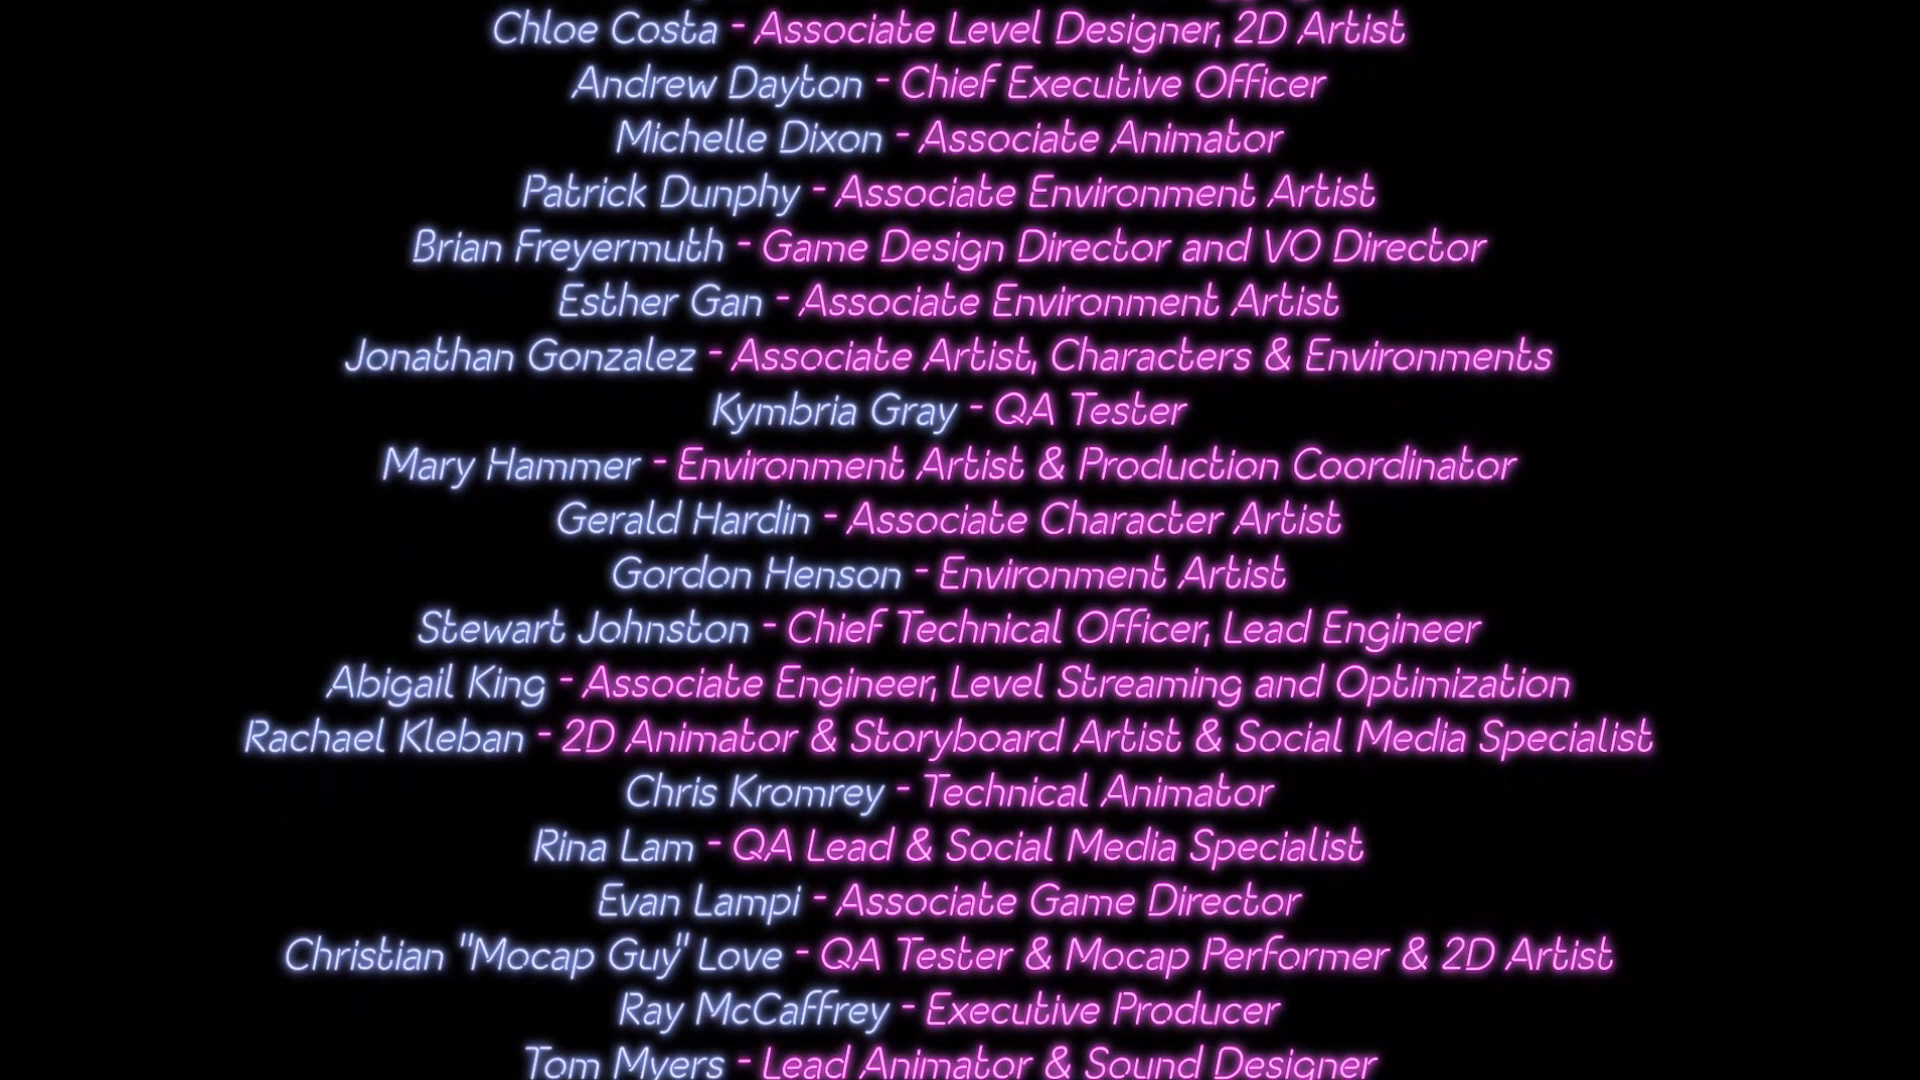 Chloe Costa - Associate Level Designer, 2D Artist
Andrew Dayton - Chief Executive Officer
Michelle Dixon - Associate Animator
Patrick Dunphy - Associate Environment Artist
Brian Freyermuth - Game Design Director and VO Director
Esther Gan - Associate Environment Artist
Jonathan Gonzalez - Associate Artist, Characters & Environments
Kymbria Gray - QA Tester
Mary Hammer - Environment Artist & Production Coordinator
Gerald Hardin - Associate Character Artist
Gordon Henson - Environment Artist
Stewart Johnston - Chief Technical Officer, Lead Engineer
Abigail King - Associate Engineer, Level Streaming and Optimization
Rachael Kleban - 2D Animator & Storyboard Artist & Social Media Specialist
Chris Kromrey - Technical Animator
Rina Lam - QA Lead & Social Media Specialist
Evan Lampi - Associate Game Director
Christian "Mocap Guy" Love - QA Tester & Mocap Performer & 2D Artist
Ray McCaffrey - Executive Producer
Tom Myers - Lead Animator & Sound Designer